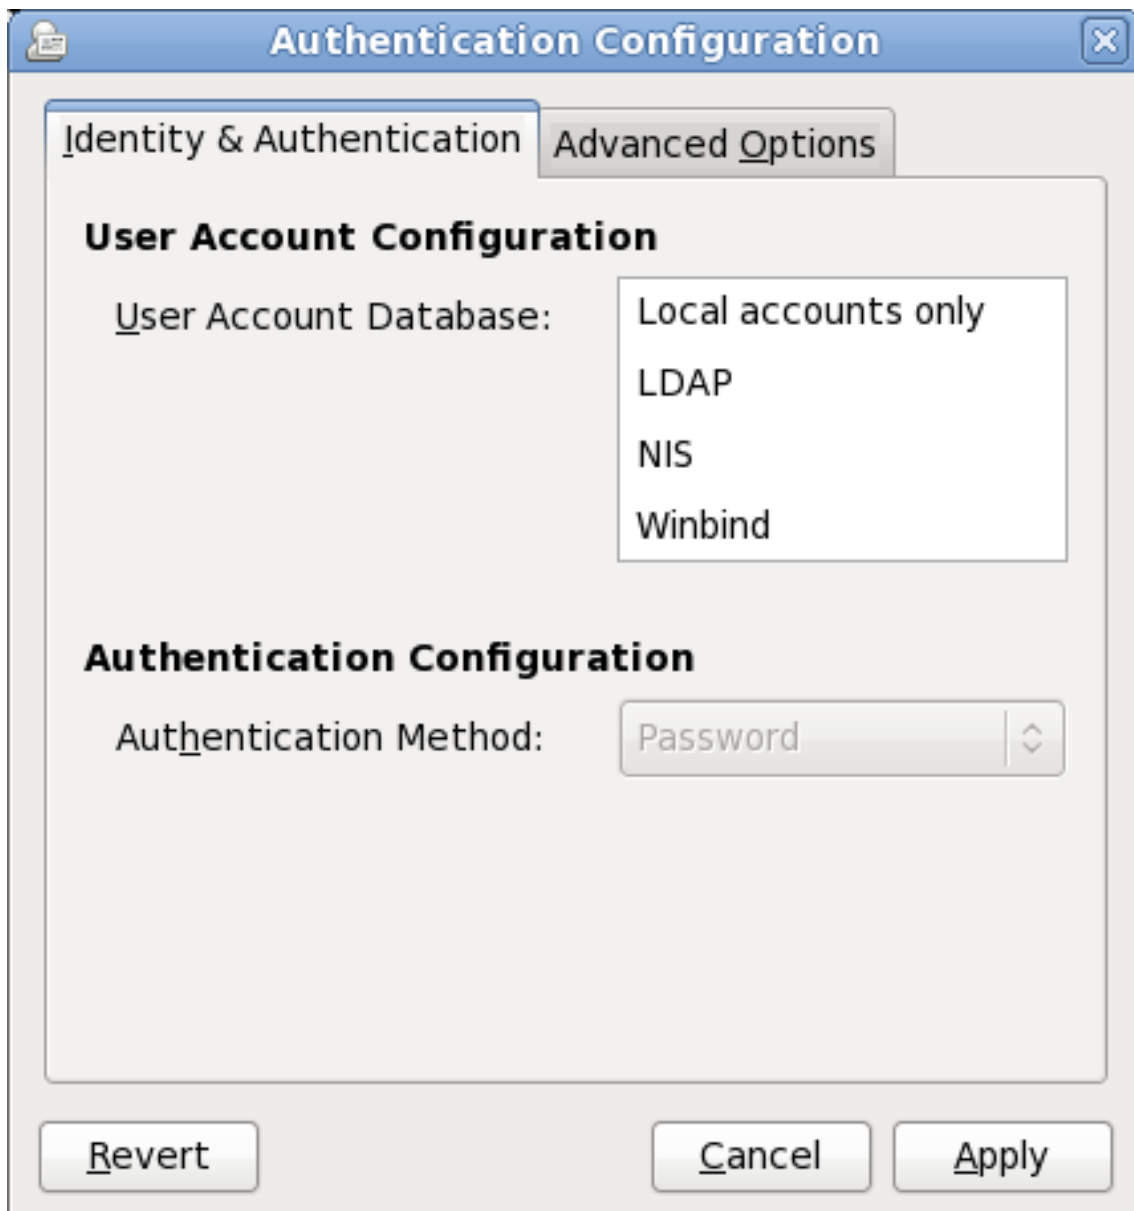 Authentication Configuration
Identity & Authentication
Advanced Options
User Account Configuration
User Account Database:
Local accounts only
LDAP
NIS
Winbind
Authentication Configuration
Authentication Method:
Password
Revert
Cancel
Apply